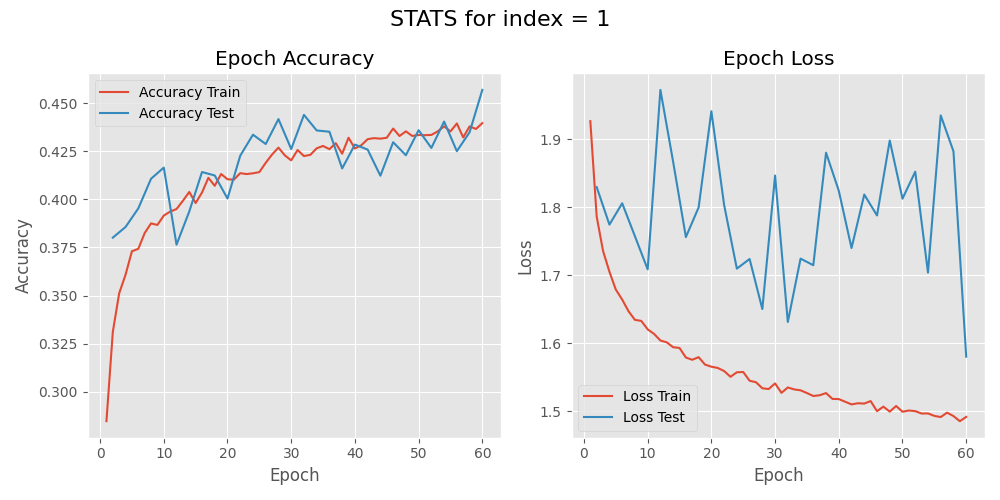 STATS for index = 1
Epoch Accuracy
Accuracy Train
Accuracy Test
0.450
0.425
0.400
0.375
0.350
0.325
0.300
Accuracy
0
10
20
30
40
50
60
Epoch
Epoch Loss
1.9
1.8
1.7
1.6
1.5
Loss
Loss Train
Loss Test
0
10
20
30
40
50
60
Epoch